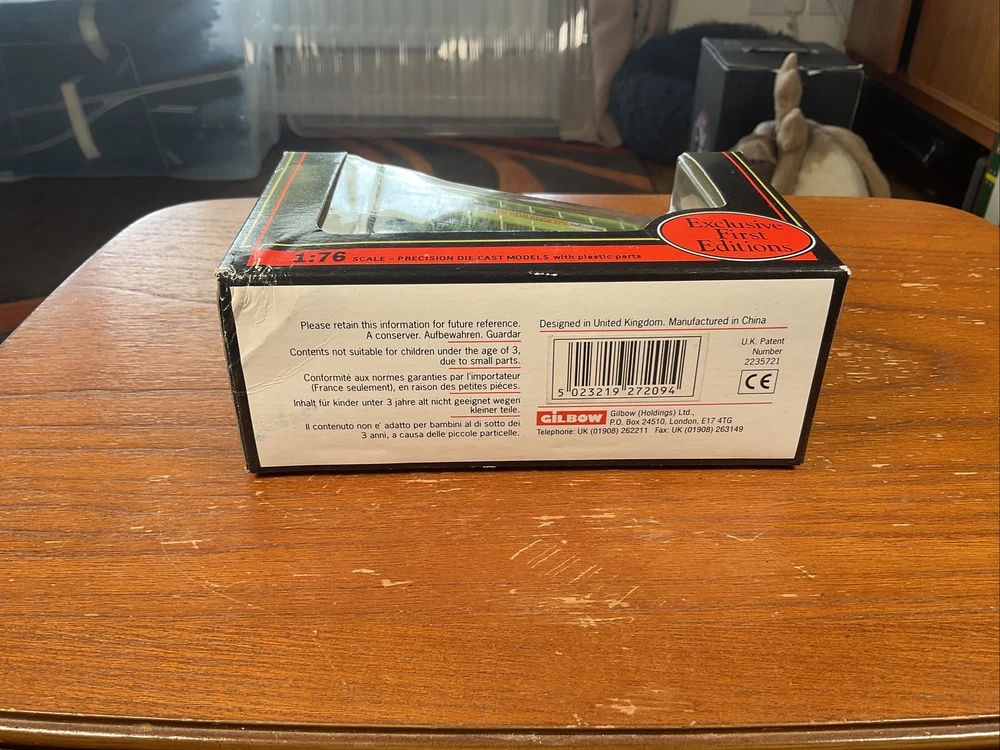 Exclusive
First
Editions
1:76 SCALE – PRECISION DIE-CAST MODELS with plastic parts
Please retain this information for future reference.
A conserver. Aufbewahren. Guardar
Contents not suitable for children under the age of 3,
due to small parts.
Conformité aux normes garanties par l'importateur
(France seulement), en raison des petites pièces.
Inhalt für kinder unter 3 jahre alt nicht geeignet wegen
kleiner teile.
Il contenuto non e' adatto per bambini al di sotto dei
3 anni, a causa delle piccole particelle.
Designed in United Kingdom. Manufactured in China
5 023219 272094
U.K. Patent
Number
2235721
CE
GILBOW
Gilbow (Holdings) Ltd.,
P.O. Box 24510, London, E17 4TG
Telephone: UK (01908) 262211 Fax: UK (01908) 263149